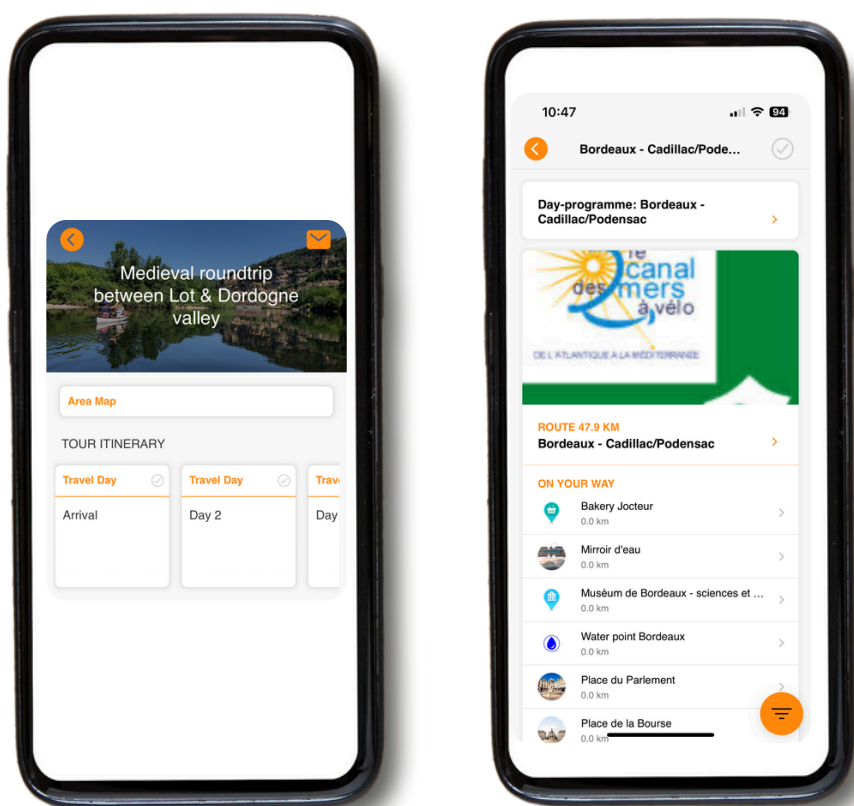 Medieval roundtrip
between Lot & Dordogne
valley
Area Map
TOUR ITINERARY
Travel Day
Travel Day
Trav
Arrival
Day 2
Day
10:47
94
Bordeaux - Cadillac/Pode...
Day-programme: Bordeaux -
Cadillac/Podensac
le
canal
des 2 mers
à vélo
DE L'ATLANTIQUE A LA MÉDITERRANÉE
ROUTE 47.9 KM
Bordeaux - Cadillac/Podensac
ON YOUR WAY
Bakery Jocteur
0.0 km
Mirroir d'eau
0.0 km
Muséum de Bordeaux - sciences et ...
0.0 km
Water point Bordeaux
0.0 km
Place du Parlement
0.0 km
Place de la Bourse
0.0 km